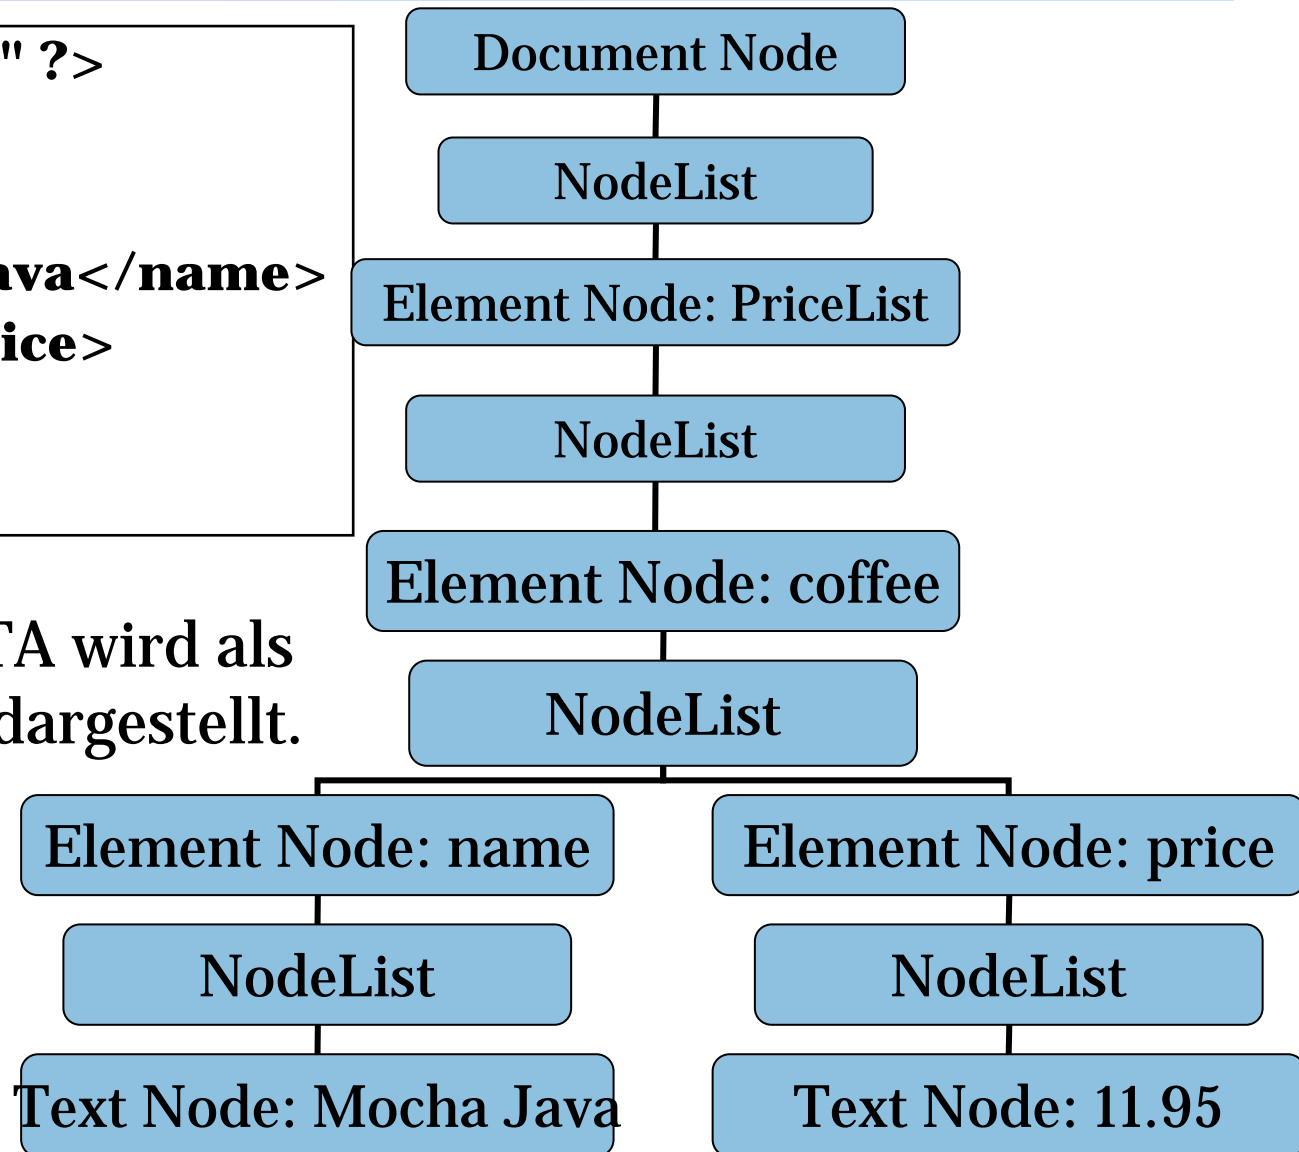 " ?>
ava</name>
ice>
TA wird als
dargestellt.
Document Node
NodeList
Element Node: PriceList
NodeList
Element Node: coffee
NodeList
Element Node: name
Element Node: price
NodeList
NodeList
Text Node: Mocha Java
Text Node: 11.95